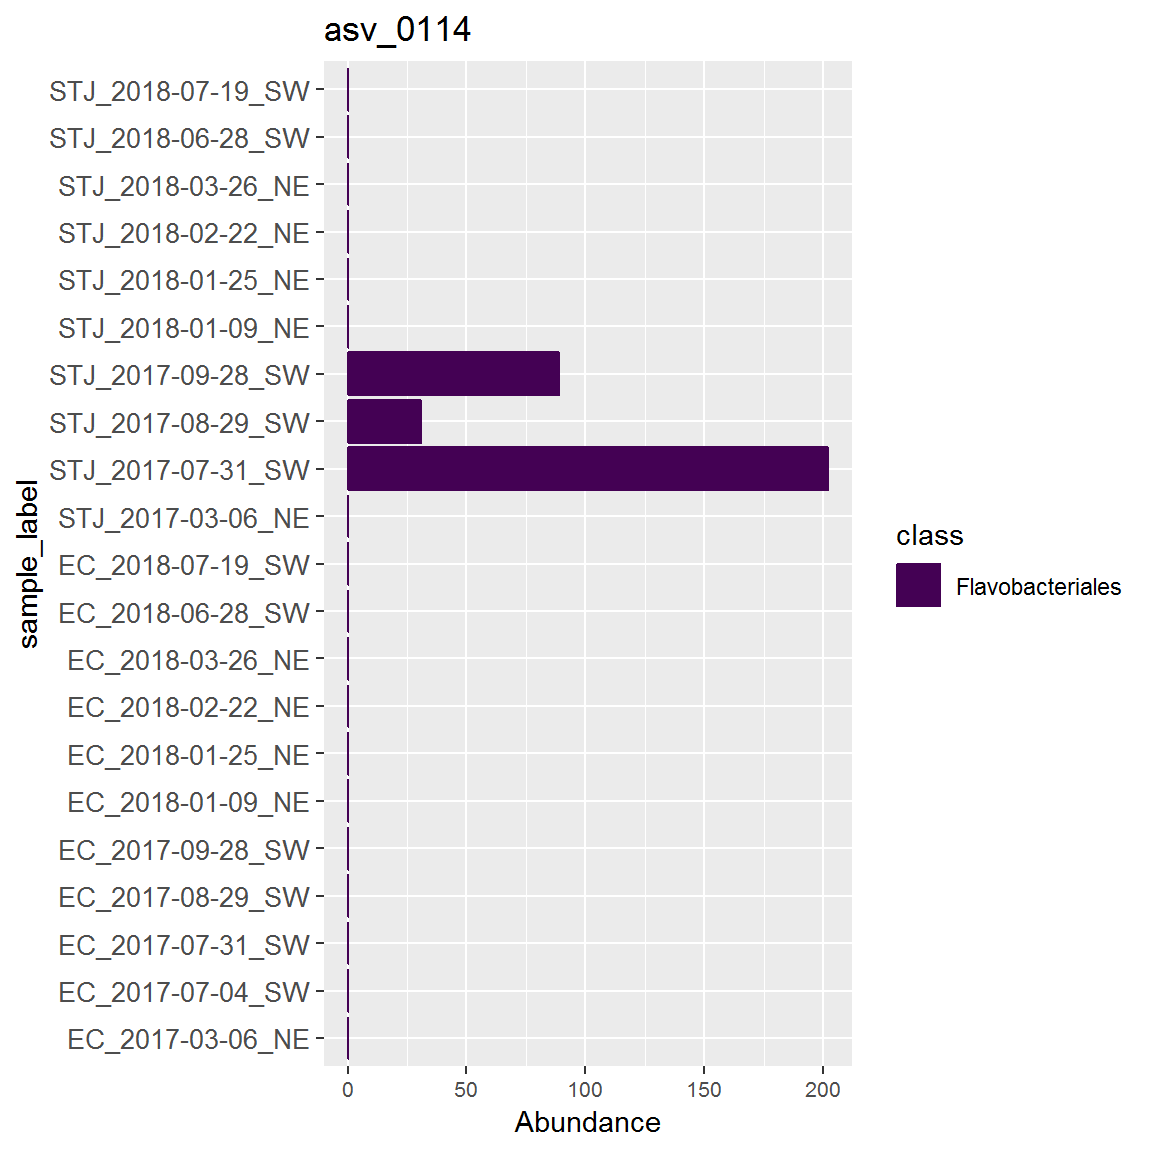 asv_0114
STJ_2018-07-19_SW
STJ_2018-06-28_SW
STJ_2018-03-26_NE
STJ_2018-02-22_NE
STJ_2018-01-25_NE
STJ_2018-01-09_NE
STJ_2017-09-28_SW
STJ_2017-08-29_SW
STJ_2017-07-31_SW
STJ_2017-03-06_NE
EC_2018-07-19_SW
EC_2018-06-28_SW
EC_2018-03-26_NE
EC_2018-02-22_NE
EC_2018-01-25_NE
EC_2018-01-09_NE
EC_2017-09-28_SW
EC_2017-08-29_SW
EC_2017-07-31_SW
EC_2017-07-04_SW
EC_2017-03-06_NE
sample_label
0 50 100 150 200
Abundance
class
Flavobacteriales